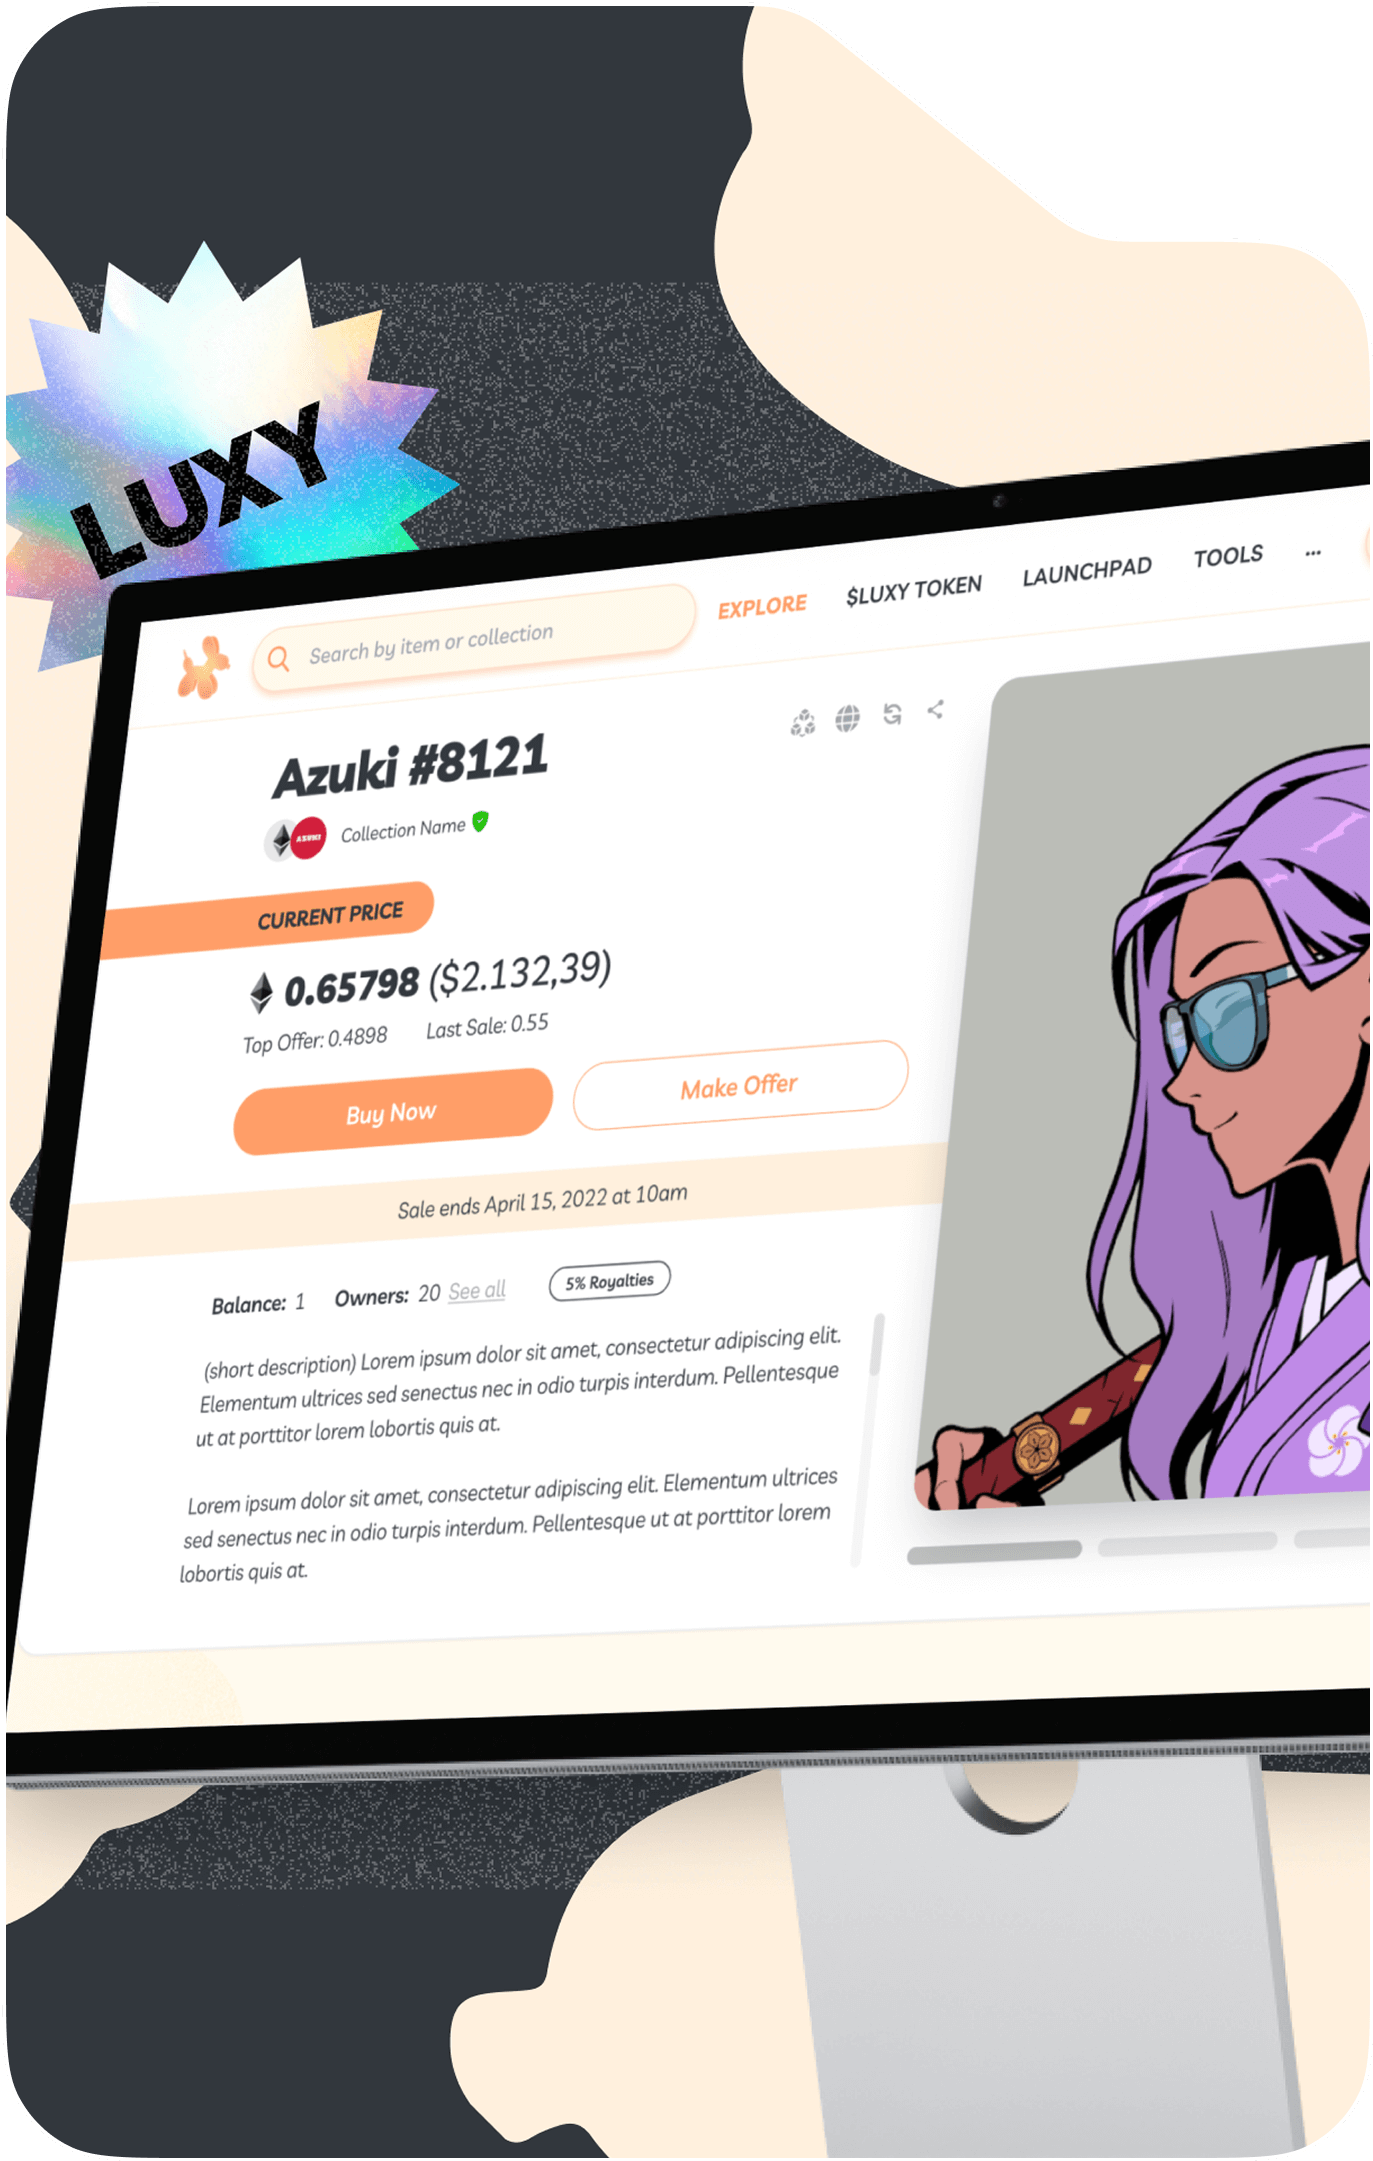 LUXY
Search by item or collection
EXPLORE
$LUXY TOKEN
LAUNCHPAD
TOOLS
...
Azuki #8121
AZUKI
Collection Name
CURRENT PRICE
0.65798 ($2.132,39)
Top Offer: 0.4898
Last Sale: 0.55
Buy Now
Make Offer
Sale ends April 15, 2022 at 10am
Balance: 1
Owners: 20 See all
5% Royalties
(short description) Lorem ipsum dolor sit amet, consectetur adipiscing elit.
Elementum ultrices sed senectus nec in odio turpis interdum. Pellentesque
ut at porttitor lorem lobortis quis at.
Lorem ipsum dolor sit amet, consectetur adipiscing elit. Elementum ultrices
sed senectus nec in odio turpis interdum. Pellentesque ut at porttitor lorem
lobortis quis at.